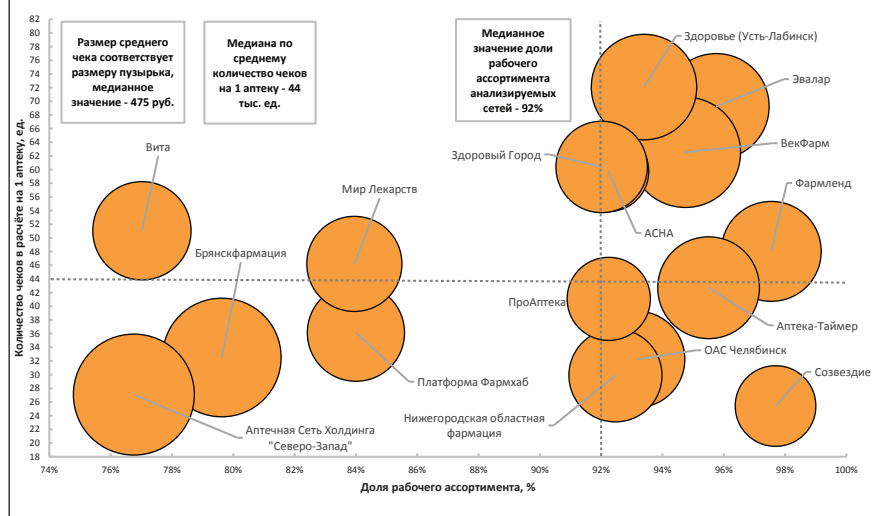 Размер среднего
чека соответствует
размеру пузырька,
медианное
значение - 475 руб.
Медиана по
среднему
количество чеков
на 1 аптеку - 44
тыс. ед.
Медианное
значение доли
рабочего
ассортимента
анализируемых
сетей - 92%
Здоровье (Усть-Лабинск)
Эвалар
ВекФарм
Здоровый Город
Фармленд
АСНА
Вита
Мир Лекарств
Брянскфармация
ПроАптека
Аптека-Таймер
ОАС Челябинск
Созвездие
Платформа Фармхаб
Нижегородская областная
фармация
Аптечная Сеть Холдинга
"Северо-Запад"
Количество чеков в расчёте на 1 аптеку, ед.
82
80
78
76
74
72
70
68
66
64
62
60
58
56
54
52
50
48
46
44
42
40
38
36
34
32
30
28
26
24
22
20
18
74% 76% 78% 80% 82% 84% 86% 88% 90% 92% 94% 96% 98% 100%
Доля рабочего ассортимента, %